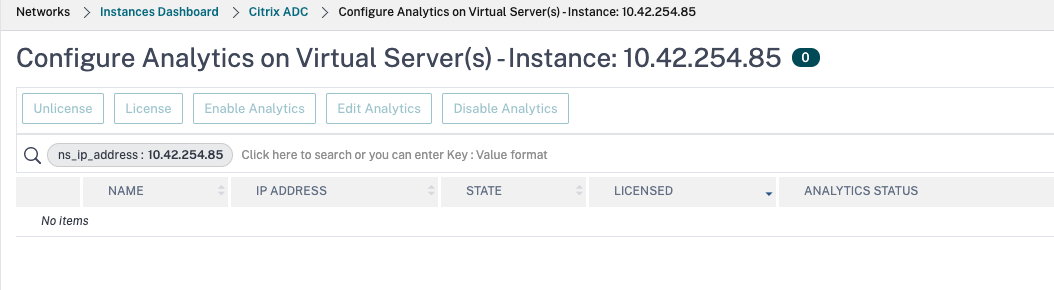 Networks > Instances Dashboard > Citrix ADC > Configure Analytics on Virtual Server(s) - Instance: 10.42.254.85
Configure Analytics on Virtual Server(s) - Instance: 10.42.254.85 0
Unlicense License Enable Analytics Edit Analytics Disable Analytics
ns_ip_address : 10.42.254.85 Click here to search or you can enter Key : Value format
NAME IP ADDRESS STATE LICENSED ANALYTICS STATUS
No items